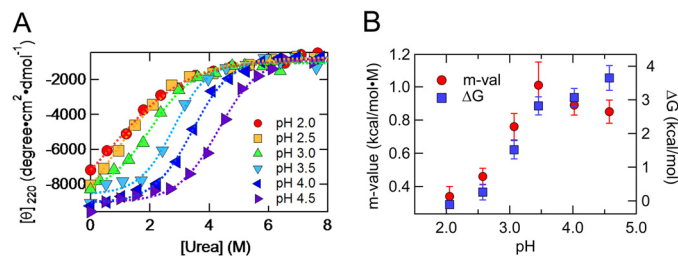 A
[θ]220 (degree•cm²•dmol⁻¹)
-2000
-4000
-6000
-8000
0
2
4
6
8
[Urea] (M)
pH 2.0
pH 2.5
pH 3.0
pH 3.5
pH 4.0
pH 4.5
B
m-value (kcal/mol•M)
1.2
1.0
0.8
0.6
0.4
m-val
ΔG
2.0
3.0
4.0
5.0
pH
4
3
2
1
0
ΔG (kcal/mol)